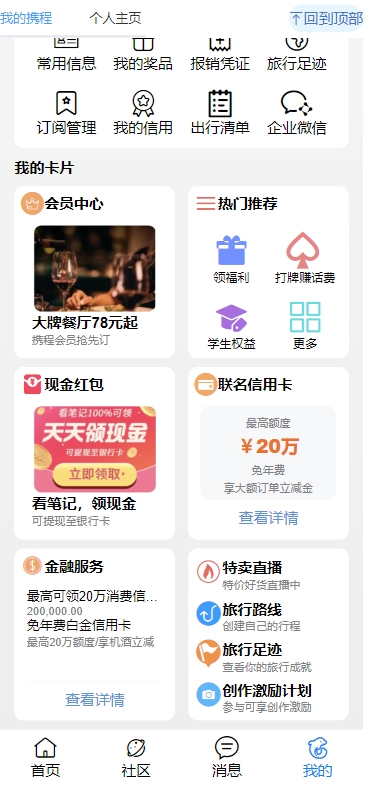 我的携程
个人主页
↑回到顶部
常用信息
我的奖品
报销凭证
旅行足迹
订阅管理
我的信用
出行清单
企业微信
我的卡片
会员中心
大牌餐厅78元起
携程会员抢先订
热门推荐
领福利
打牌赚话费
学生权益
更多
现金红包
看笔记100%可领
天天领现金
可提现至银行卡
立即领取
看笔记，领现金
可提现至银行卡
联名信用卡
最高额度
￥20万
免年费
享大额订单立减金
查看详情
金融服务
最高可领20万消费信...
200,000.00
免年费白金信用卡
最高20万额度/享机酒立减
查看详情
特卖直播
特价好货直播中
旅行路线
创建自己的行程
旅行足迹
查看你的旅行成就
创作激励计划
参与可享创作激励
首页
社区
消息
我的